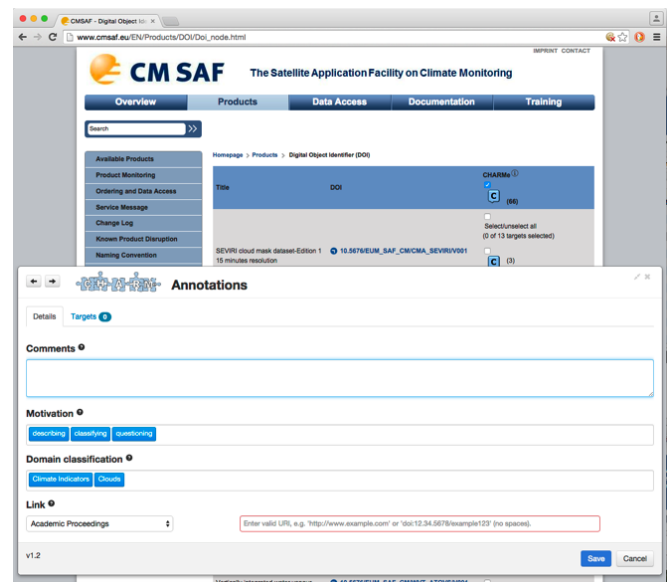 CMSAF - Digital Object Id
www.cmsaf.eu/EN/Products/DOI/Doi_node.html
IMPRINT CONTACT
CM SAF The Satellite Application Facility on Climate Monitoring
Overview Products Data Access Documentation Training
Search
Homepage > Products > Digital Object Identifier (DOI)
Available Products
Product Monitoring
Ordering and Data Access
Service Message
Change Log
Known Product Disruption
Naming Convention
Title DOI CHARMe
C (66)
Select/unselect all
(0 of 13 targets selected)
SEVIRI cloud mask dataset-Edition 1 10.5676/EUM_SAF_CM/CMA_SEVIRI/V001
15 minutes resolution
C (3)
CHARM Annotations
Details Targets 0
Comments
Motivation
describing classifying questioning
Domain classification
Climate Indicators Clouds
Link
Academic Proceedings
Enter valid URI, e.g. 'http://www.example.com' or 'doi:12.34.5678/example123' (no spaces).
v1.2
Save Cancel